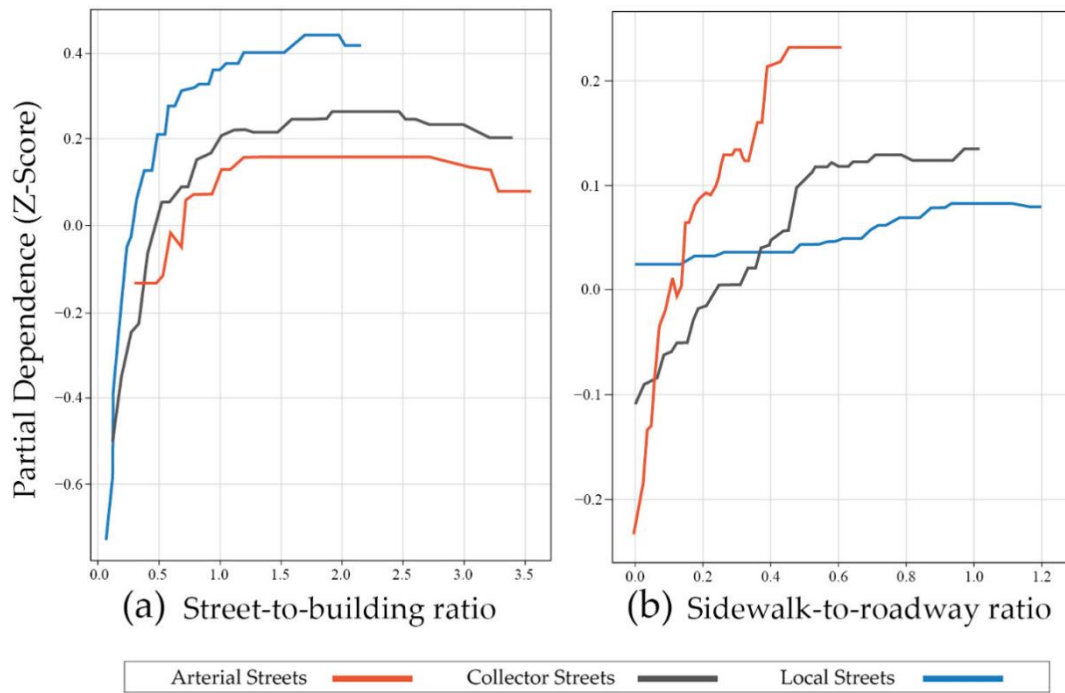 Partial Dependence (Z-Score)
0.4
0.2
0.0
−0.2
−0.4
−0.6
0.0 0.5 1.0 1.5 2.0 2.5 3.0 3.5
(a) Street-to-building ratio
0.2
0.1
0.0
−0.1
−0.2
0.0 0.2 0.4 0.6 0.8 1.0 1.2
(b) Sidewalk-to-roadway ratio
Arterial Streets Collector Streets Local Streets